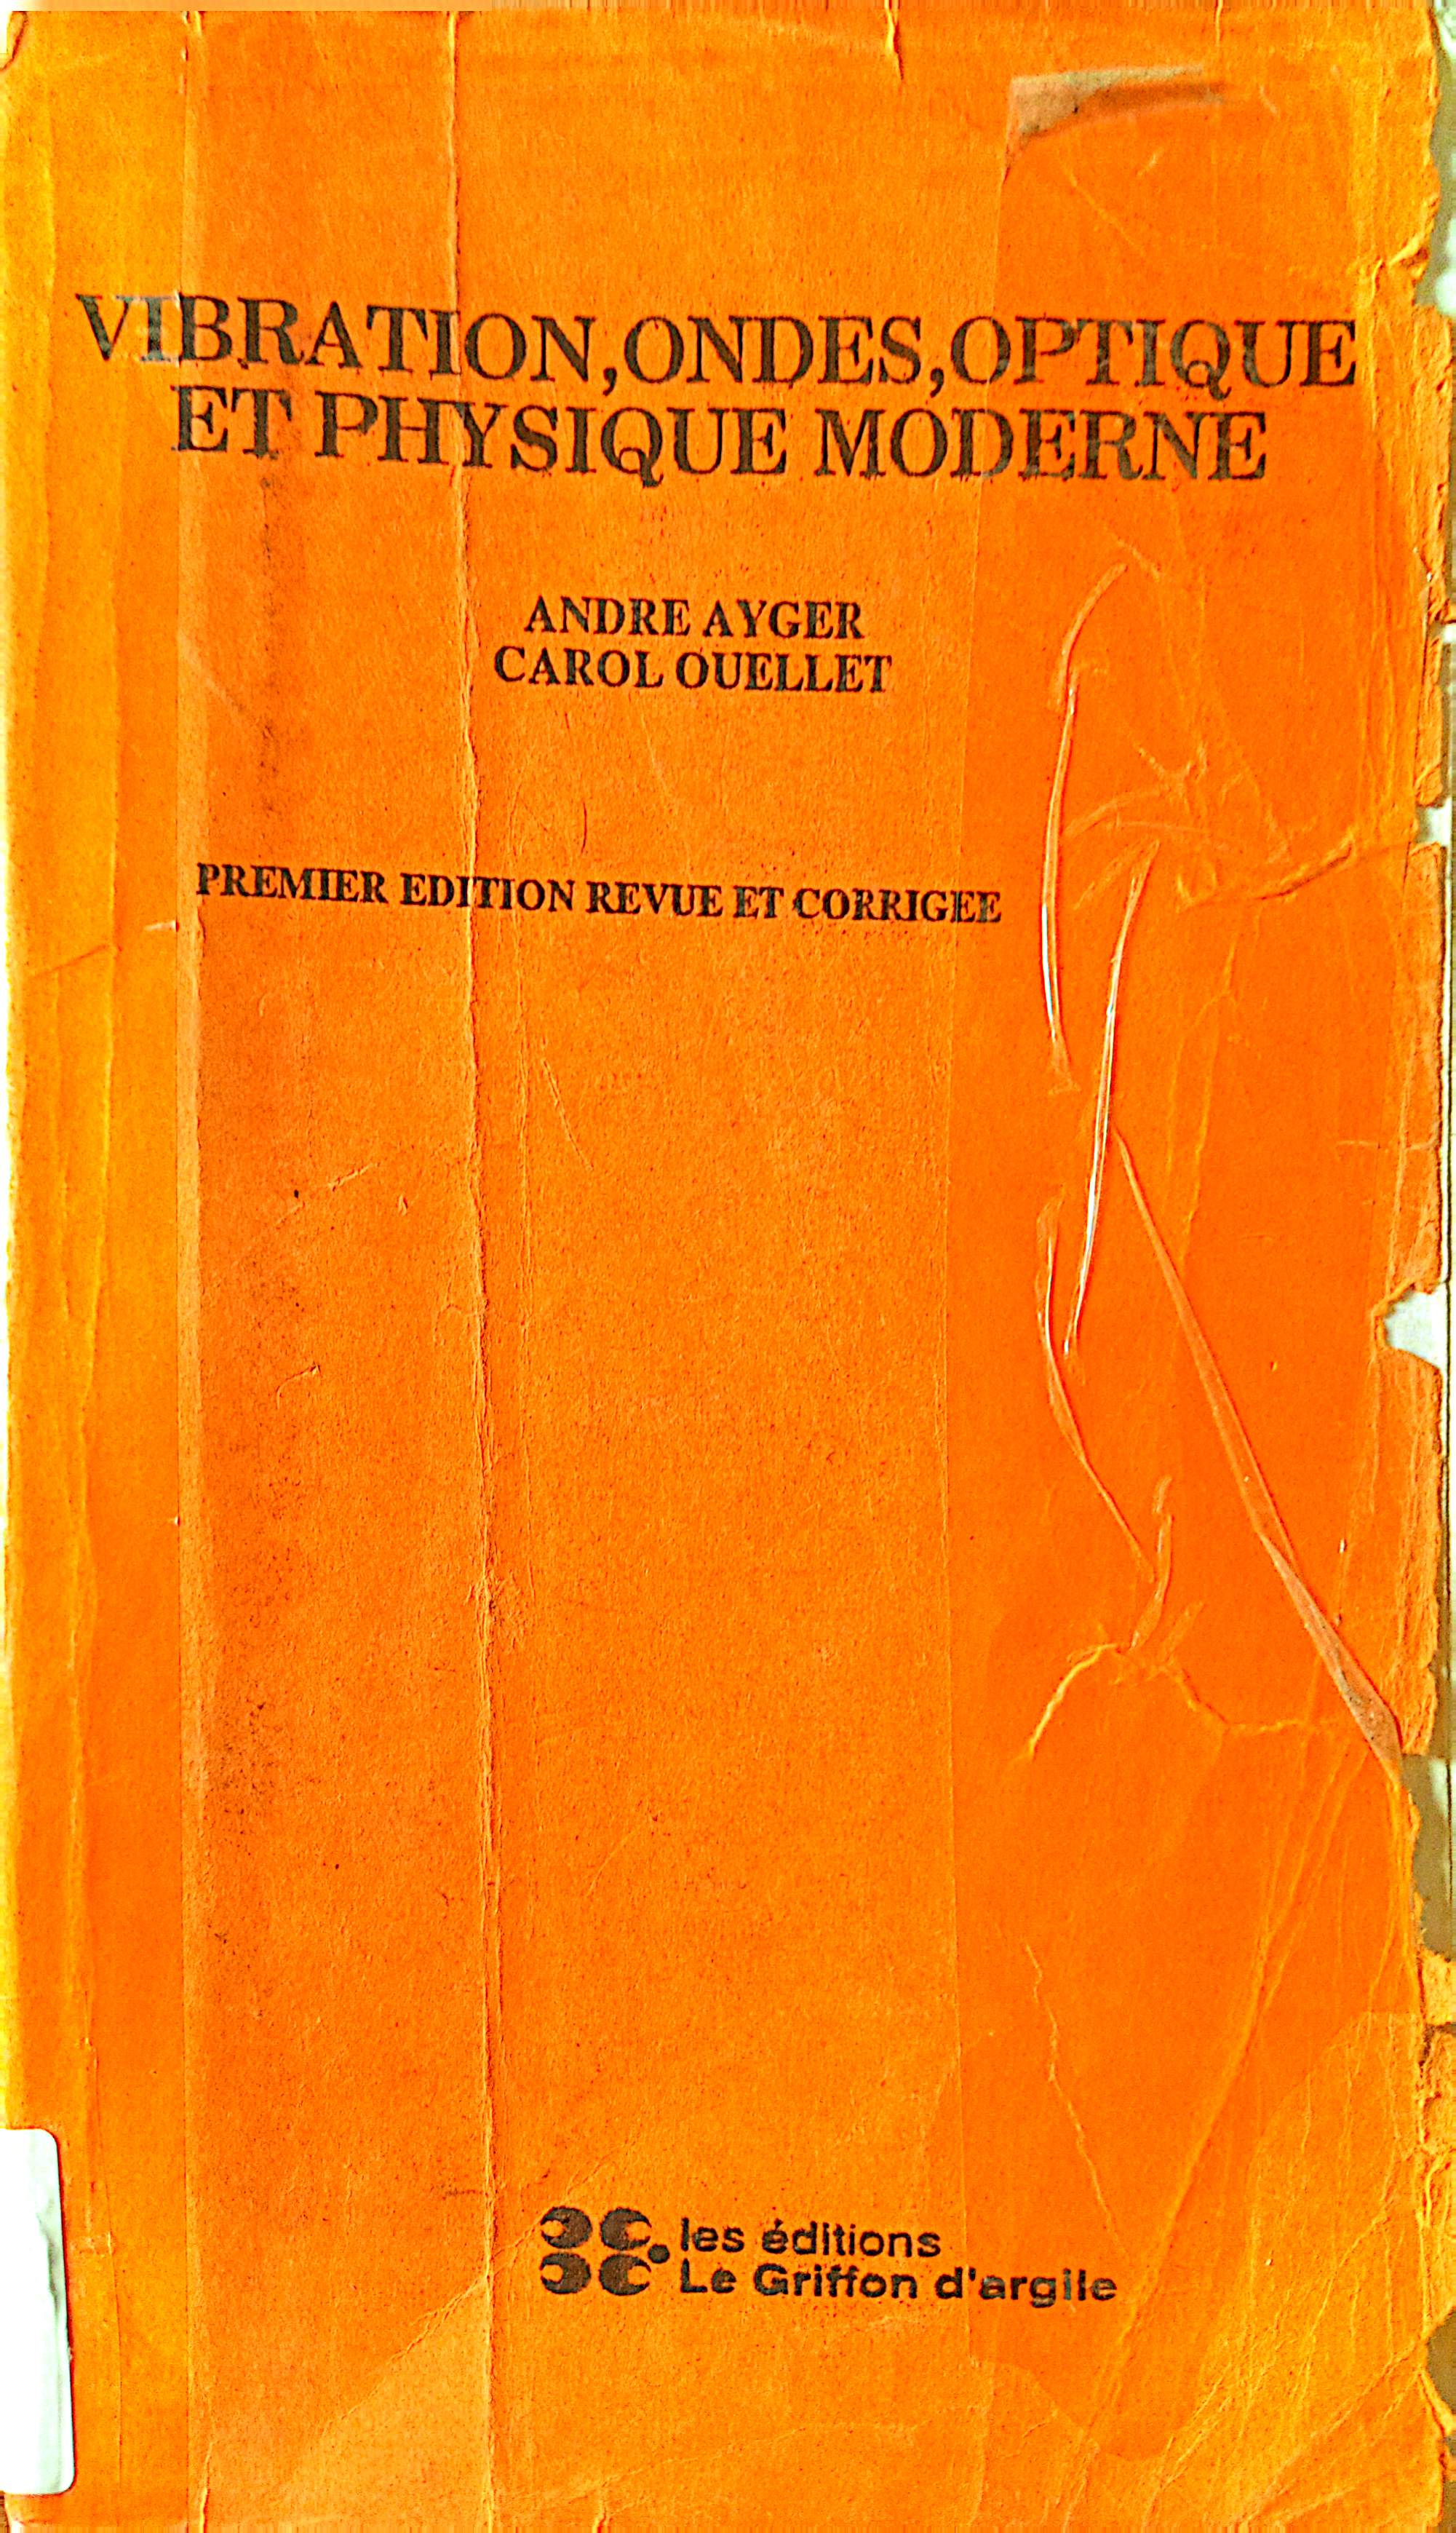 VIBRATION, ONDES, OPTIQUE
ET PHYSIQUE MODERNE
ANDRE AYGER
CAROL OUELLET
PREMIER EDITION REVUE ET CORRIGEE
les éditions
Le Griffon d'argile